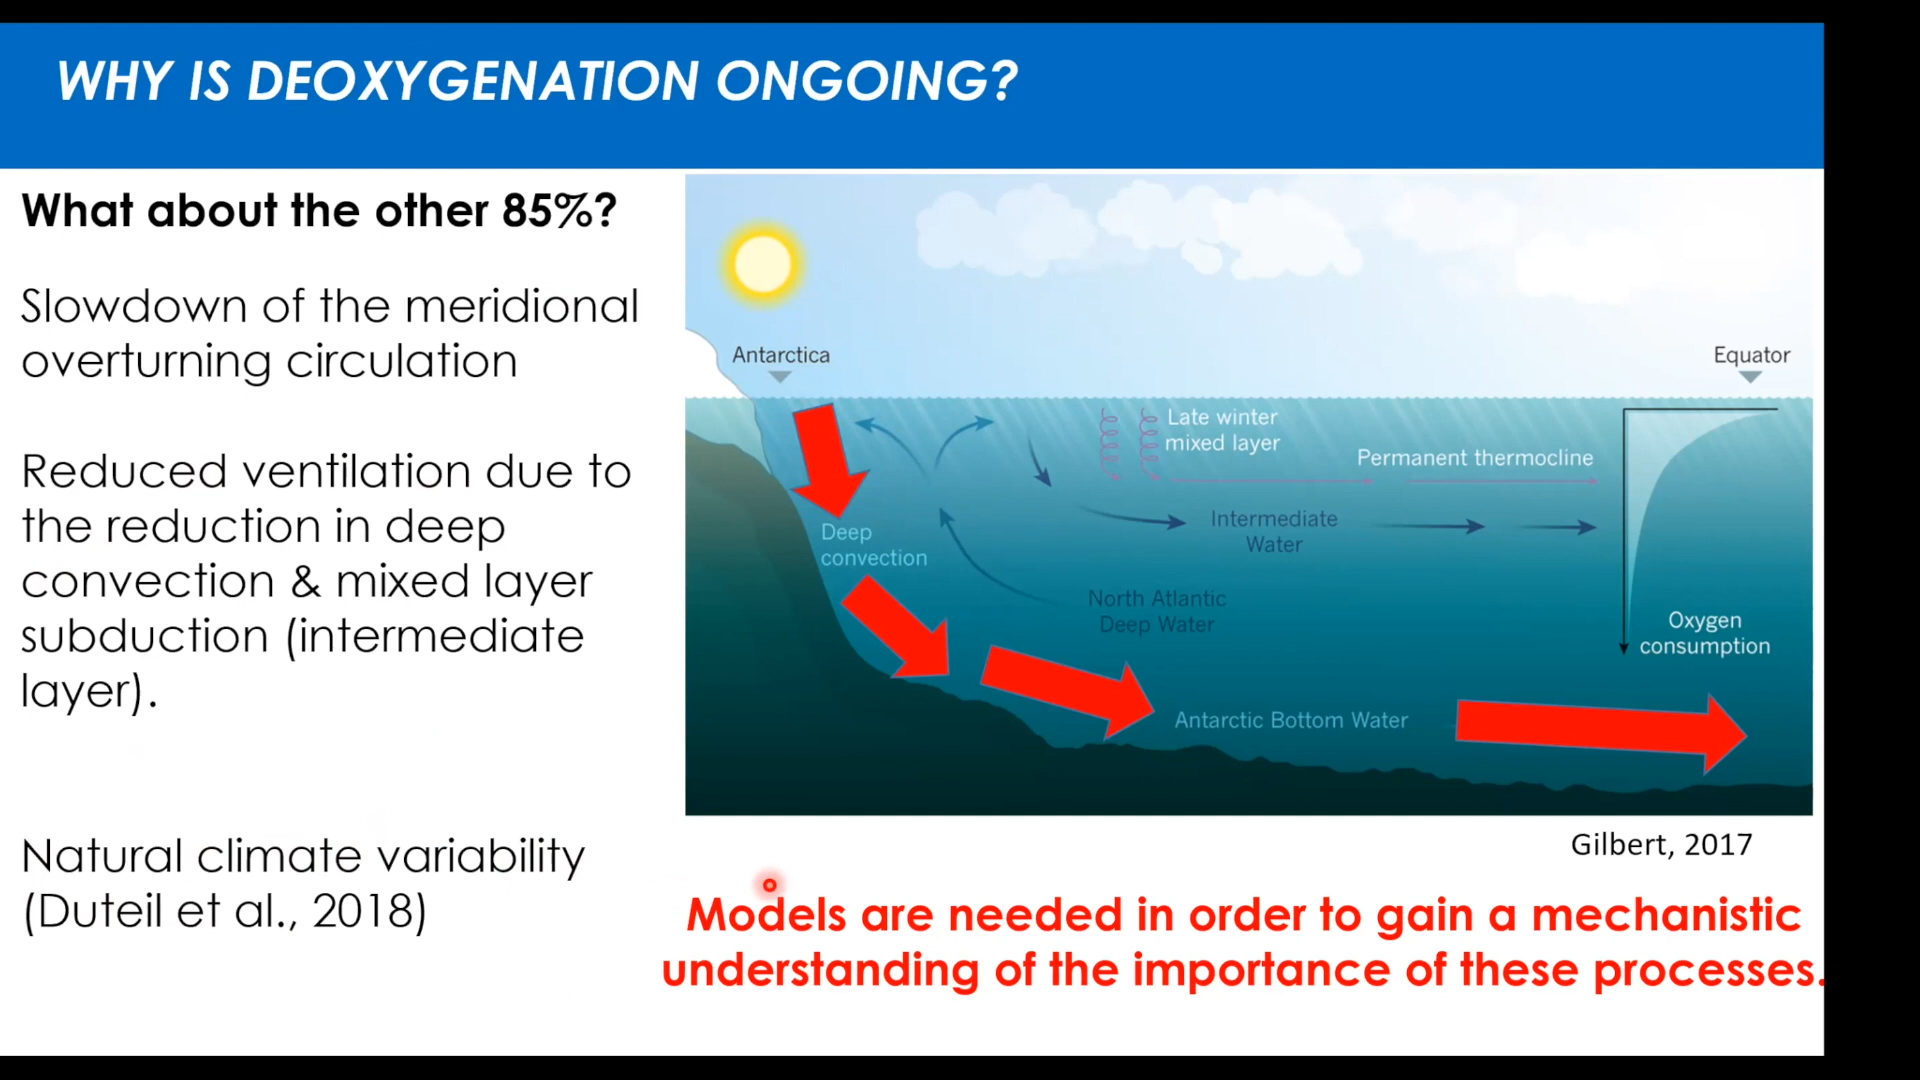 WHY IS DEOXYGENATION ONGOING?
What about the other 85%?
Slowdown of the meridional
overturning circulation
Reduced ventilation due to
the reduction in deep
convection & mixed layer
subduction (intermediate
layer).
Natural climate variability
(Duteil et al., 2018)
Antarctica
Equator
Late winter
mixed layer
Permanent thermocline
Intermediate
Water
Deep
convection
North Atlantic
Deep Water
Oxygen
consumption
Antarctic Bottom Water
Gilbert, 2017
Models are needed in order to gain a mechanistic
understanding of the importance of these processes.